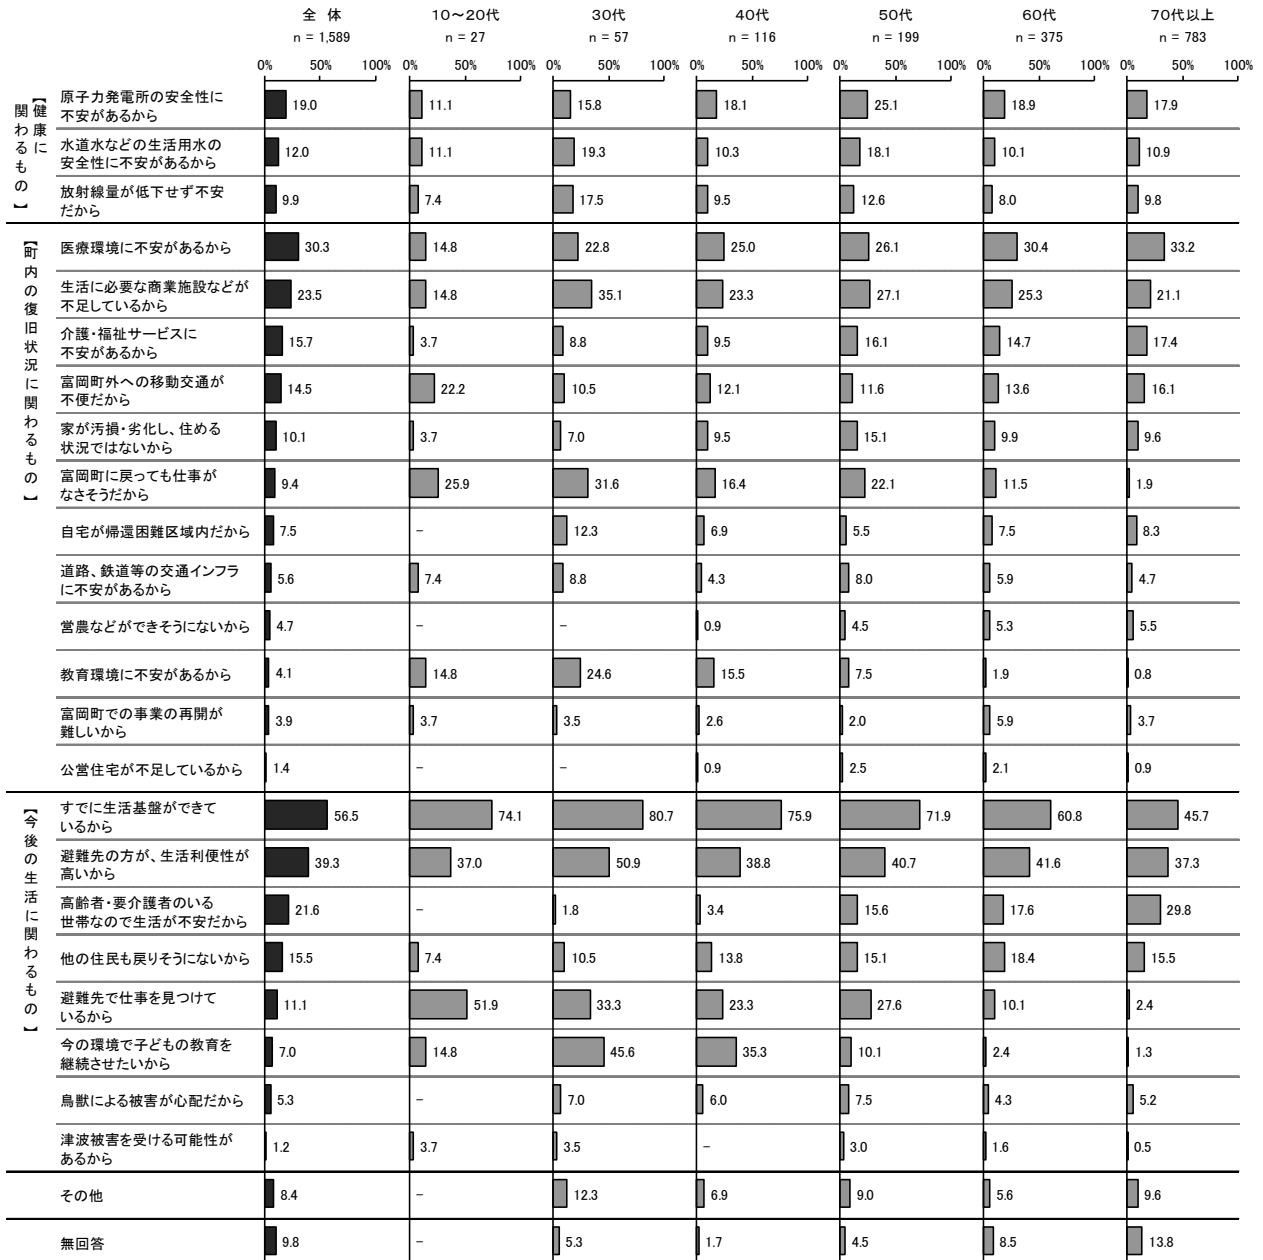 全 体 10～20代 30代 40代 50代 60代 70代以上
n = 1,589 n = 27 n = 57 n = 116 n = 199 n = 375 n = 783
0% 50% 100% 0% 50% 100% 0% 50% 100% 0% 50% 100% 0% 50% 100% 0% 50% 100% 0% 50% 100%
【健康に
関わるもの】
原子力発電所の安全性に
不安があるから
19.0 11.1 15.8 18.1 25.1 18.9 17.9
水道水などの生活用水の
安全性に不安があるから
12.0 11.1 19.3 10.3 18.1 10.1 10.9
放射線量が低下せず不安
だから
9.9 7.4 17.5 9.5 12.6 8.0 9.8
【町内の復旧状況に関わるもの】
医療環境に不安があるから
30.3 14.8 22.8 25.0 26.1 30.4 33.2
生活に必要な商業施設などが
不足しているから
23.5 14.8 35.1 23.3 27.1 25.3 21.1
介護・福祉サービスに
不安があるから
15.7 3.7 8.8 9.5 16.1 14.7 17.4
富岡町外への移動交通が
不便だから
14.5 22.2 10.5 12.1 11.6 13.6 16.1
家が汚損・劣化し、住める
状況ではないから
10.1 3.7 7.0 9.5 15.1 9.9 9.6
富岡町に戻っても仕事が
なさそうだから
9.4 25.9 31.6 16.4 22.1 11.5 1.9
自宅が帰還困難区域内だから
7.5 － 12.3 6.9 5.5 7.5 8.3
道路、鉄道等の交通インフラ
に不安があるから
5.6 7.4 8.8 4.3 8.0 5.9 4.7
営農などができそうにないから
4.7 － － 0.9 4.5 5.3 5.5
教育環境に不安があるから
4.1 14.8 24.6 15.5 7.5 1.9 0.8
富岡町での事業の再開が
難しいから
3.9 3.7 3.5 2.6 2.0 5.9 3.7
公営住宅が不足しているから
1.4 － － 0.9 2.5 2.1 0.9
【今後の生活に関わるもの】
すでに生活基盤ができて
いるから
56.5 74.1 80.7 75.9 71.9 60.8 45.7
避難先の方が、生活利便性が
高いから
39.3 37.0 50.9 38.8 40.7 41.6 37.3
高齢者・要介護者のいる
世帯なので生活が不安だから
21.6 － 1.8 3.4 15.6 17.6 29.8
他の住民も戻りそうにないから
15.5 7.4 10.5 13.8 15.1 18.4 15.5
避難先で仕事を見つけて
いるから
11.1 51.9 33.3 23.3 27.6 10.1 2.4
今の環境で子どもの教育を
継続させたいから
7.0 14.8 45.6 35.3 10.1 2.4 1.3
鳥獣による被害が心配だから
5.3 － 7.0 6.0 7.5 4.3 5.2
津波被害を受ける可能性が
あるから
1.2 3.7 3.5 － 3.0 1.6 0.5
その他
8.4 － 12.3 6.9 9.0 5.6 9.6
無回答
9.8 － 5.3 1.7 4.5 8.5 13.8